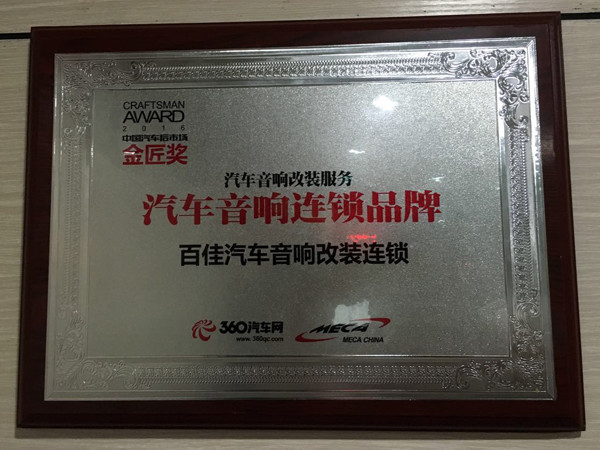 CRAFTSMAN
AWARD
2016
中国汽车后市场
金匠奖
汽车音响改装服务
汽车音响连锁品牌
百佳汽车音响改装连锁
360汽车网
www.360qc.com
MECA
MECA CHINA